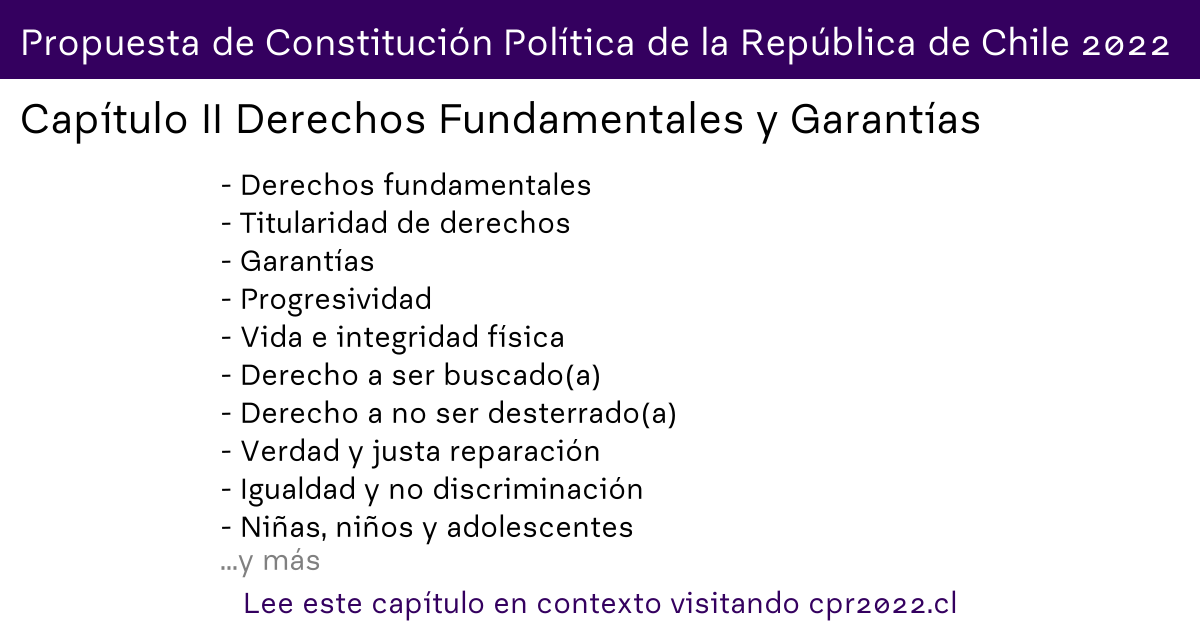 Propuesta de Constitución Política de la República de Chile 2022
Capítulo II Derechos Fundamentales y Garantías
- Derechos fundamentales
- Titularidad de derechos
- Garantías
- Progresividad
- Vida e integridad física
- Derecho a ser buscado(a)
- Derecho a no ser desterrado(a)
- Verdad y justa reparación
- Igualdad y no discriminación
- Niñas, niños y adolescentes
...y más
Lee este capítulo en contexto visitando cpr2022.cl